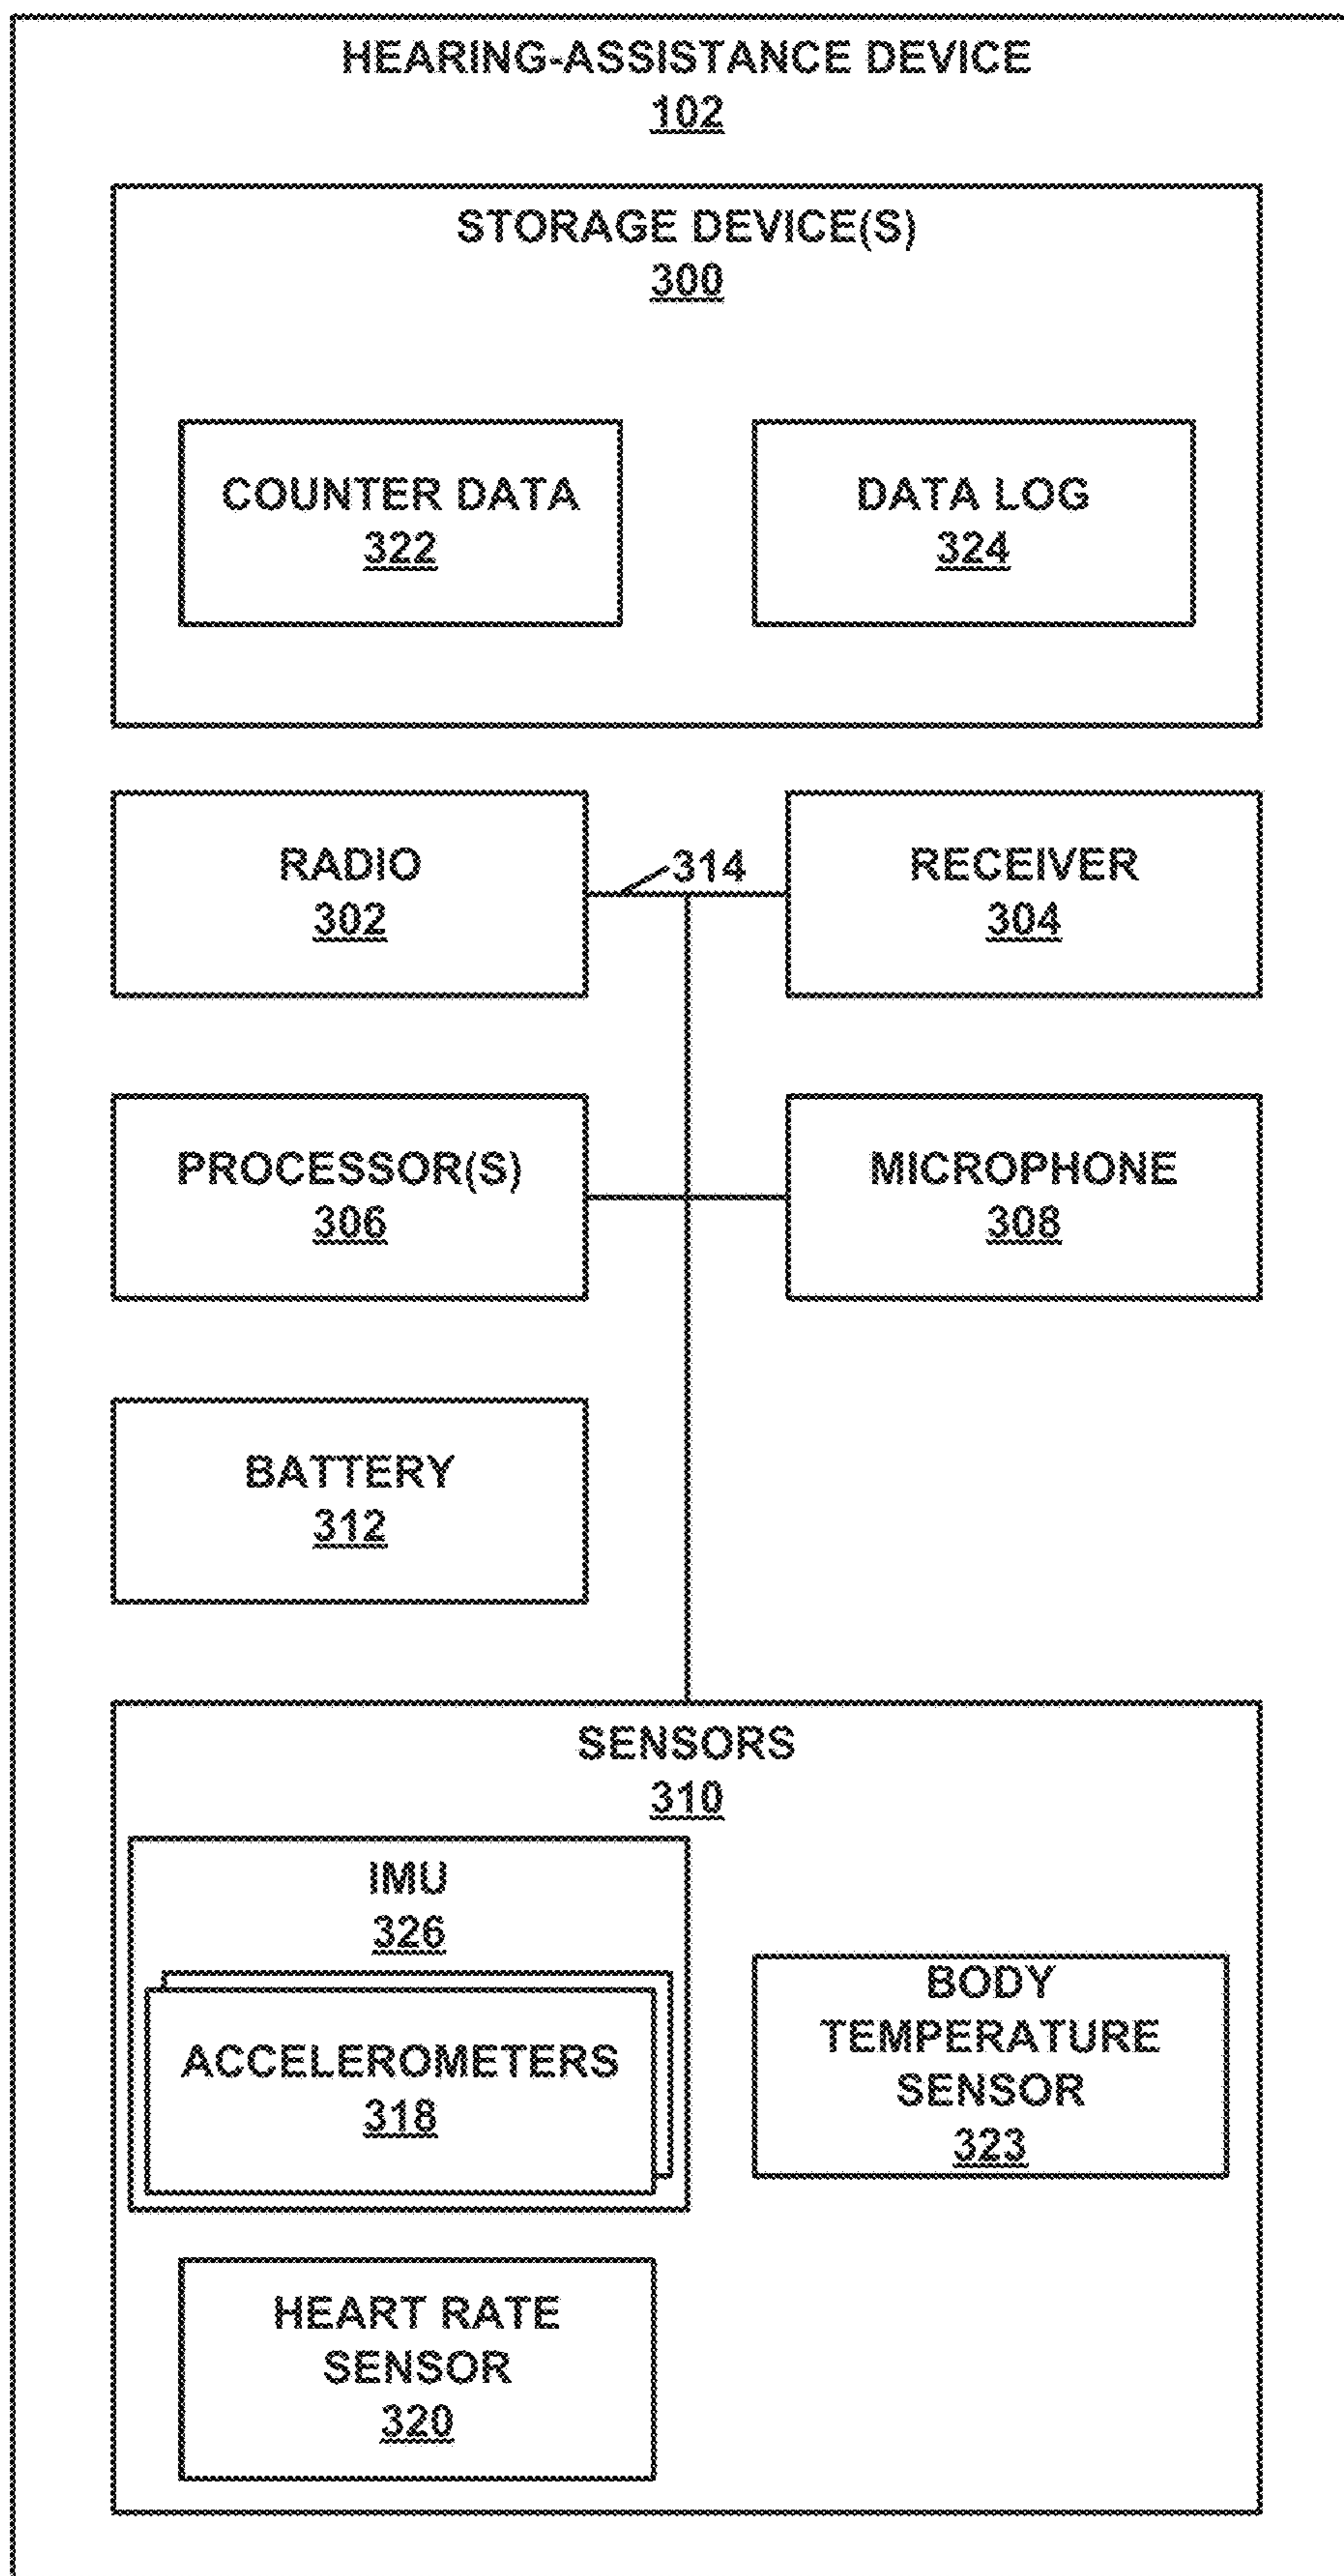 HEARING-ASSISTANCE DEVICE
102
STORAGE DEVICE(S)
300
COUNTER DATA
322
DATA LOG
324
RADIO
302
314
RECEIVER
304
PROCESSOR(S)
306
MICROPHONE
308
BATTERY
312
SENSORS
310
IMU
326
ACCELEROMETERS
318
BODY
TEMPERATURE
SENSOR
323
HEART RATE
SENSOR
320